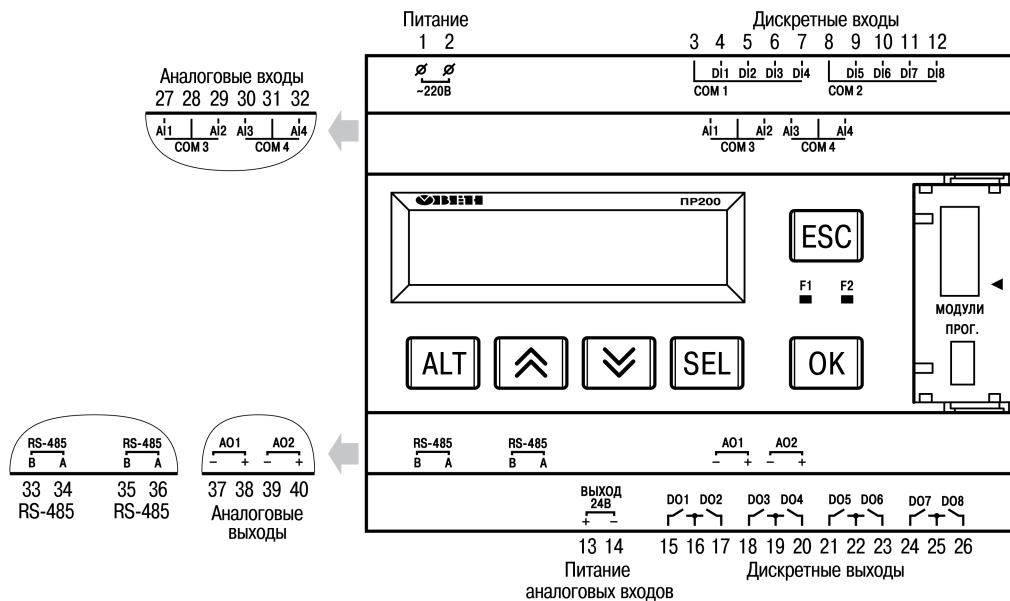 Питание
1 2
Дискретные входы
3 4 5 6 7 8 9 10 11 12
~220В
DI1 DI2 DI3 DI4
COM 1
DI5 DI6 DI7 DI8
COM 2
Аналоговые входы
27 28 29 30 31 32
AI1 AI2 AI3 AI4
COM 3 COM 4
AI1 AI2 AI3 AI4
COM 3 COM 4
ОВЕН
ПР200
ESC
F1 F2
МОДУЛИ
ПРОГ.
ALT
SEL
OK
RS-485
B A
RS-485
B A
AO1
– +
AO2
– +
33 34
RS-485
35 36
RS-485
37 38 39 40
Аналоговые
выходы
RS-485
B A
RS-485
B A
AO1
– +
AO2
– +
ВЫХОД
24В
+ –
DO1 DO2 DO3 DO4 DO5 DO6 DO7 DO8
13 14 15 16 17 18 19 20 21 22 23 24 25 26
Питание
аналоговых входов
Дискретные выходы